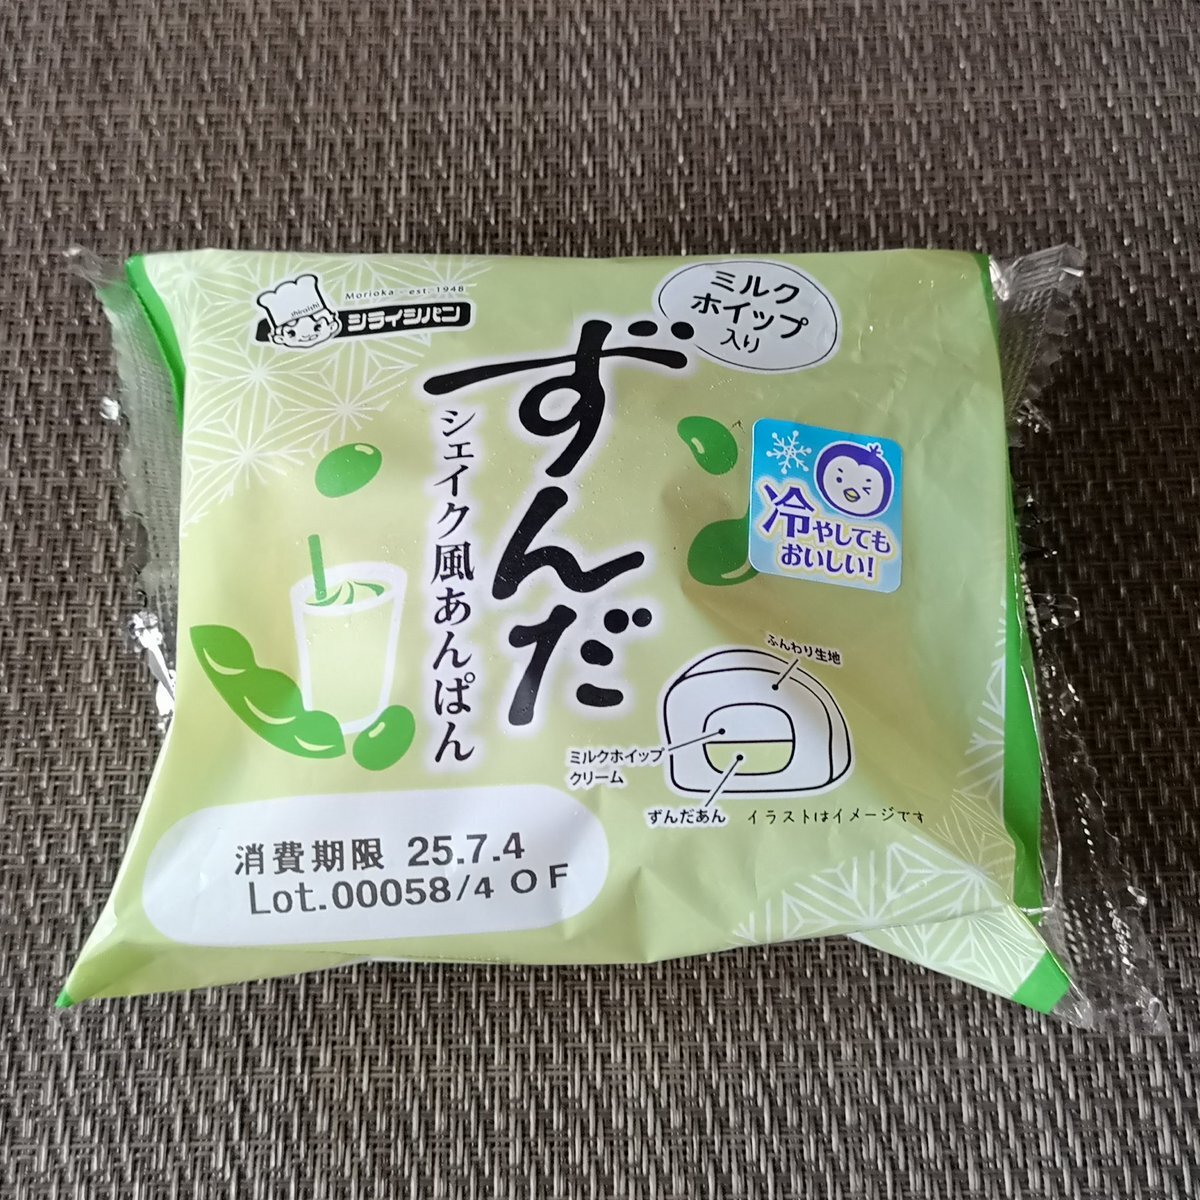 Morioka - est. 1948
shiraishi
シライシパン
ミルク
ホイップ
入り
ずんだ
シェイク風あんぱん
冷やしても
おいしい!
ふんわり生地
ミルクホイップ
クリーム
ずんだあん
イラストはイメージです
消費期限 25.7.4
Lot.00058/4 O F